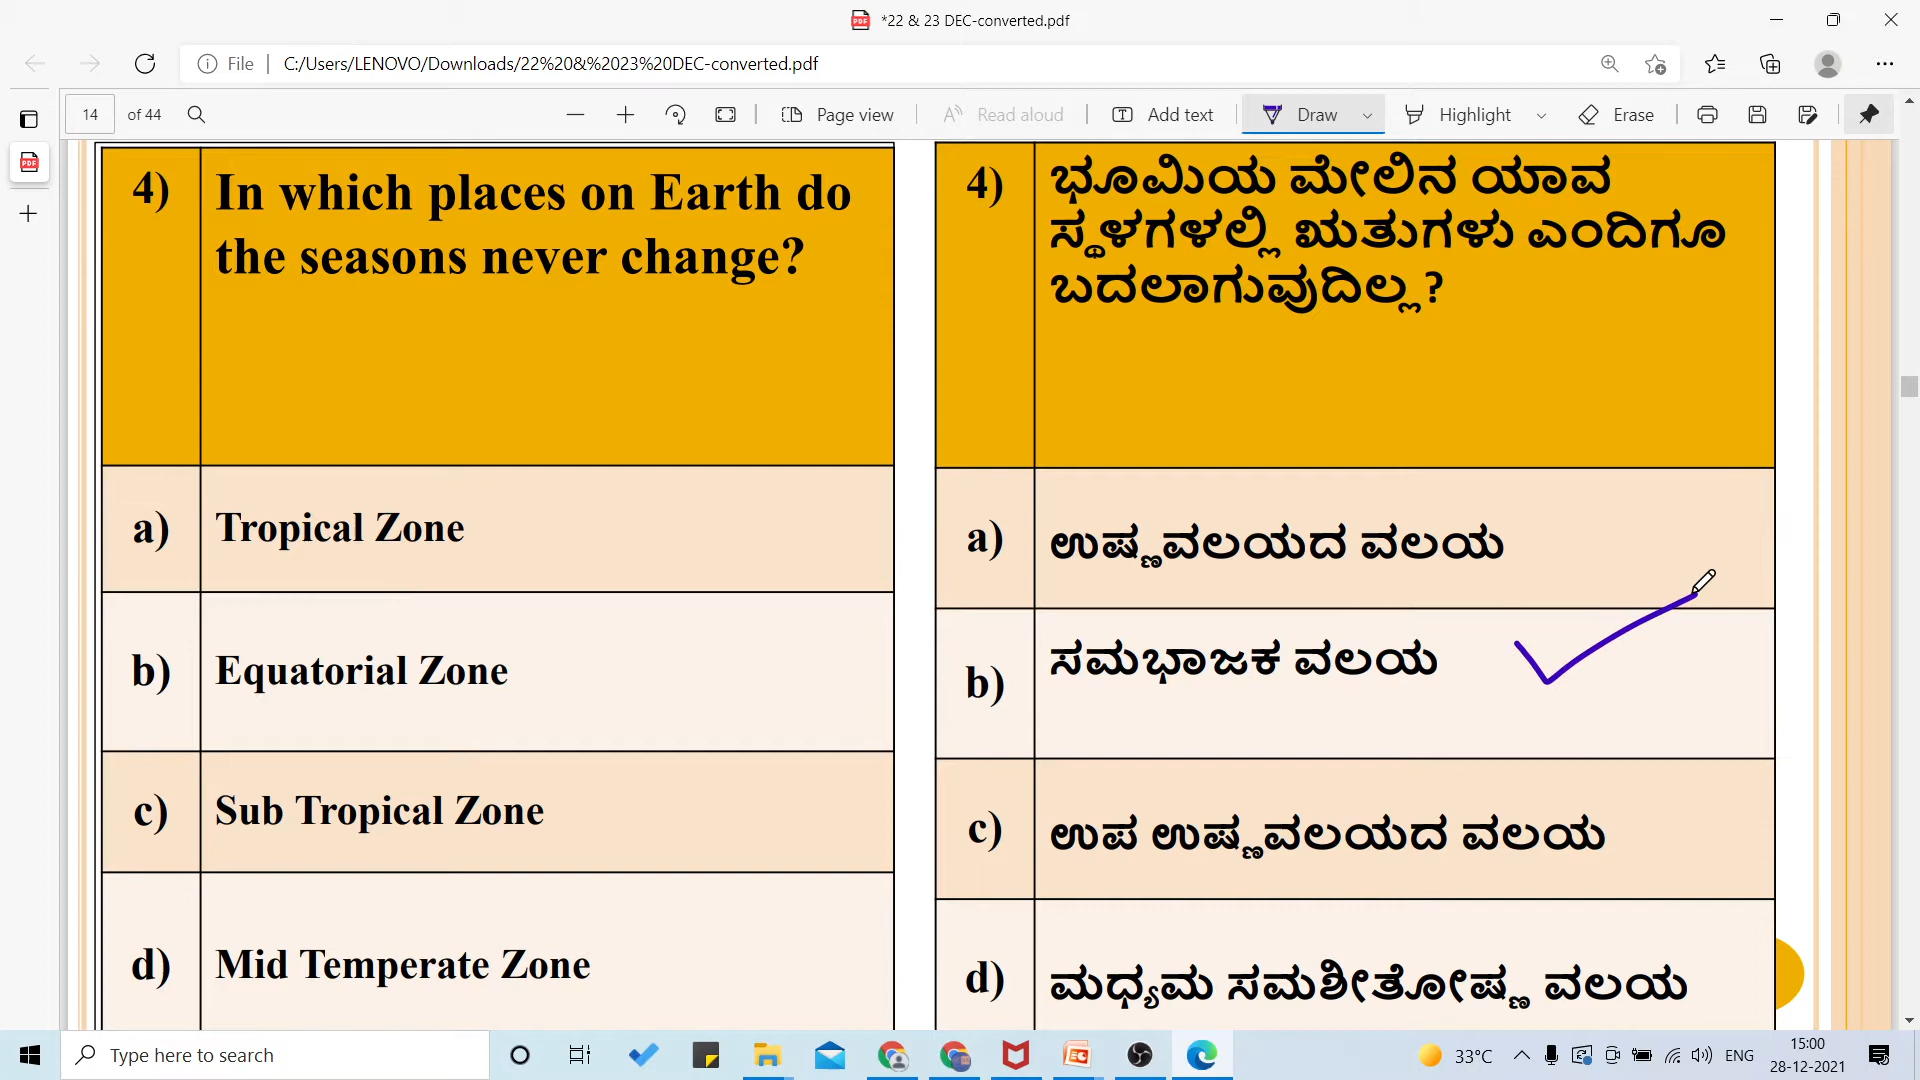 *22 & 23 DEC-converted.pdf
File
C:/Users/LENOVO/Downloads/22%20&%2023%20DEC-converted.pdf
14 of 44
Page view
Read aloud
Add text
Draw
Highlight
Erase
4) In which places on Earth do
the seasons never change?
a) Tropical Zone
b) Equatorial Zone
c) Sub Tropical Zone
d) Mid Temperate Zone
4) ಭೂಮಿಯ ಮೇಲಿನ ಯಾವ
ಸ್ಥಳಗಳಲ್ಲಿ ಋತುಗಳು ಎಂದಿಗೂ
ಬದಲಾಗುವುದಿಲ್ಲ?
a) ಉಷ್ಣವಲಯದ ವಲಯ
b) ಸಮಭಾಜಕ ವಲಯ
c) ಉಪ ಉಷ್ಣವಲಯದ ವಲಯ
d) ಮಧ್ಯಮ ಸಮಶೀತೋಷ್ಣ ವಲಯ
Type here to search
33°C
ENG
15:00
28-12-2021